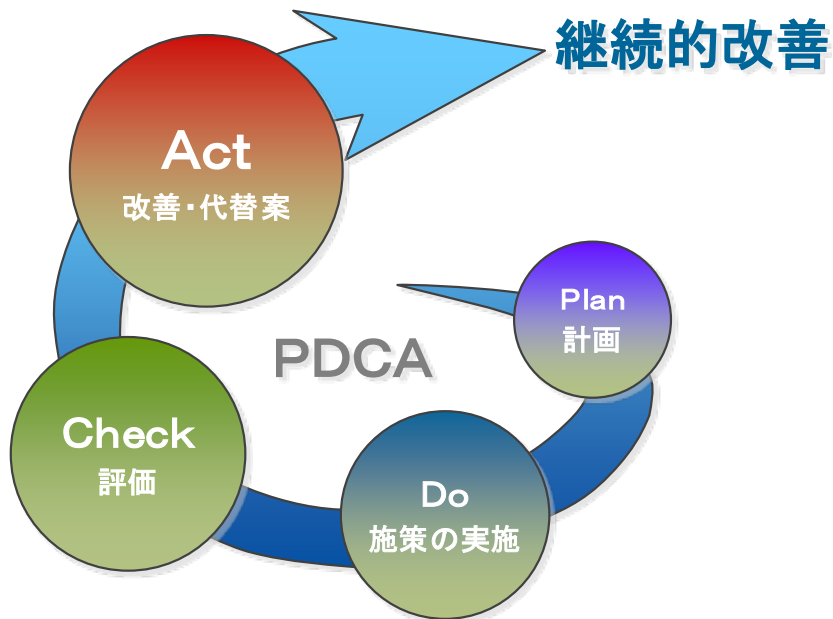 継続的改善
Act
改善・代替案
Plan
計画
PDCA
Check
評価
Do
施策の実施